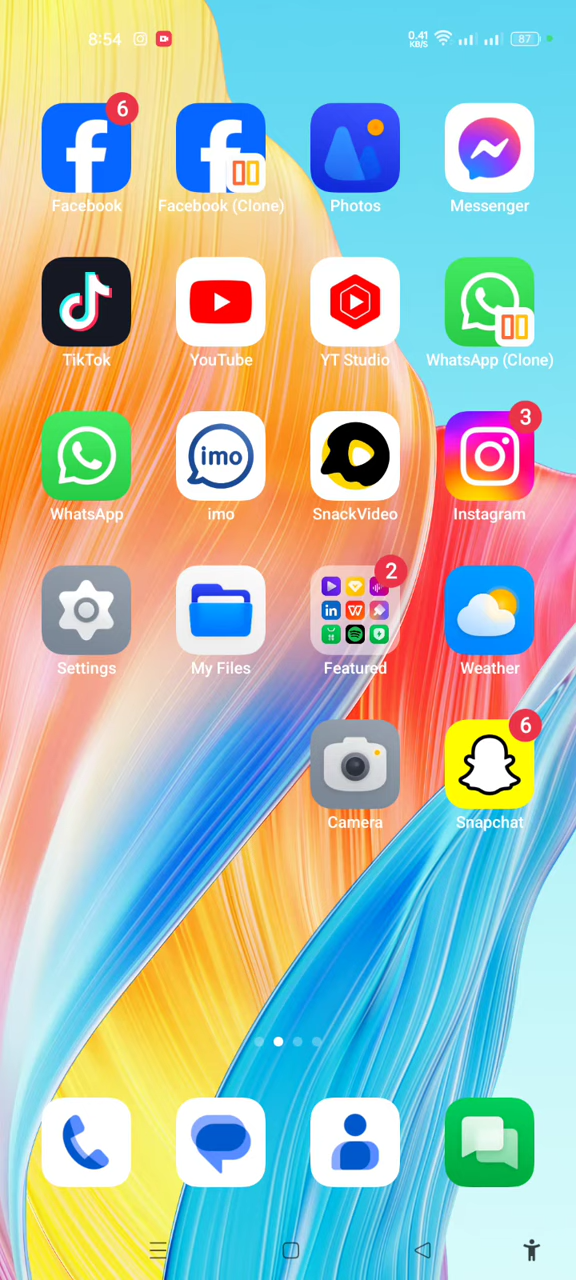 8:54 0.41 KB/S 87
6
Facebook Facebook (Clone) Photos Messenger
TikTok YouTube YT Studio WhatsApp (Clone)
imo
3
WhatsApp imo SnackVideo Instagram
2
in W
Settings My Files Featured Weather
6
Camera Snapchat